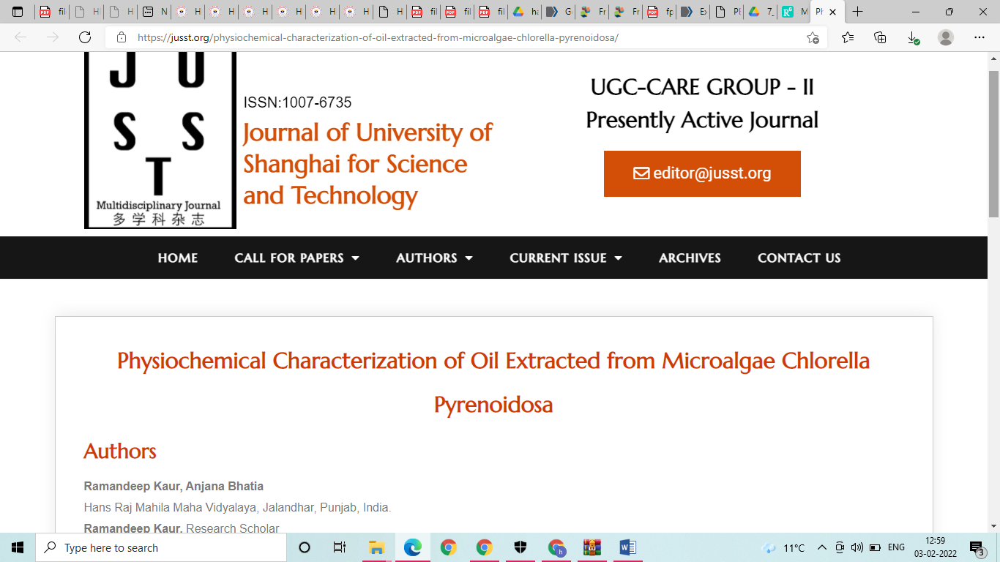 fil
H
H
N
H
H
H
H
H
H
H
fil
fil
fil
ha
G
Fr
Fr
fp
Ex
PI
7_
M
Ph
https://jusst.org/physiochemical-characterization-of-oil-extracted-from-microalgae-chlorella-pyrenoidosa/
J U
S S
T
Multidisciplinary Journal
多学科杂志
ISSN:1007-6735
Journal of University of
Shanghai for Science
and Technology
UGC-CARE GROUP - II
Presently Active Journal
editor@jusst.org
HOME CALL FOR PAPERS AUTHORS CURRENT ISSUE ARCHIVES CONTACT US
Physiochemical Characterization of Oil Extracted from Microalgae Chlorella
Pyrenoidosa
Authors
Ramandeep Kaur, Anjana Bhatia
Hans Raj Mahila Maha Vidyalaya, Jalandhar, Punjab, India.
Ramandeep Kaur, Research Scholar
Type here to search
11°C
ENG
12:59
03-02-2022
3